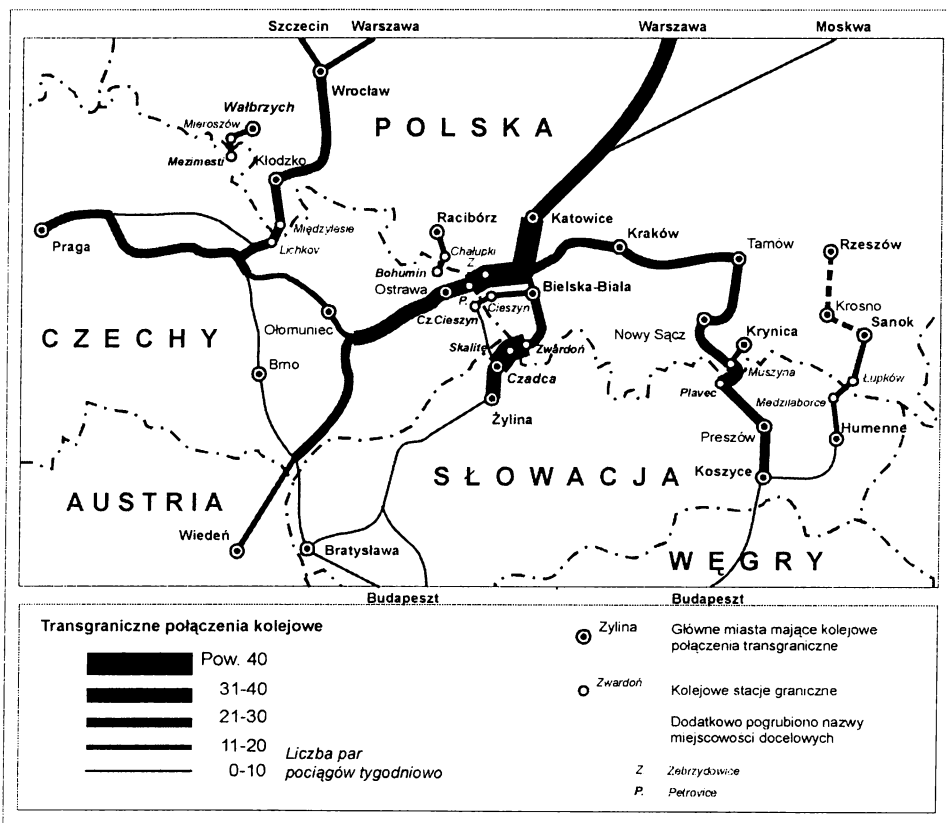 Szczecin Warszawa Warszawa Moskwa
Wrocław
Wałbrzych
Mieroszów
POLSKA
Mezimesti
Kłodzko
Racibórz
Katowice
Międzylesie
Kraków
Tarnów
Rzeszów
Praga
Lichkov
Chałupki
Z
Bohumin
Ostrawa
Bielska-Biala
P.
Cieszyn
Krosno
CZECHY
Ołomuniec
Cz.Cieszyn
Sanok
Nowy Sącz
Krynica
Skalite
Zwardoń
Brno
Czadca
Muszyna
Łupków
Plavec
Medzilaborce
Żylina
Preszów
Humenne
SŁOWACJA
Koszyce
AUSTRIA
Wiedeń
Bratysława
WĘGRY
Budapeszt Budapeszt
Transgraniczne połączenia kolejowe
Pow. 40
31-40
21-30
11-20
0-10
Liczba par
pociągów tygodniowo
Zylina
Główne miasta mające kolejowe
połączenia transgraniczne
Zwardoń
Kolejowe stacje graniczne
Dodatkowo pogrubiono nazwy
miejscowosci docelowych
Z Zebrzydowice
P. Petrovice